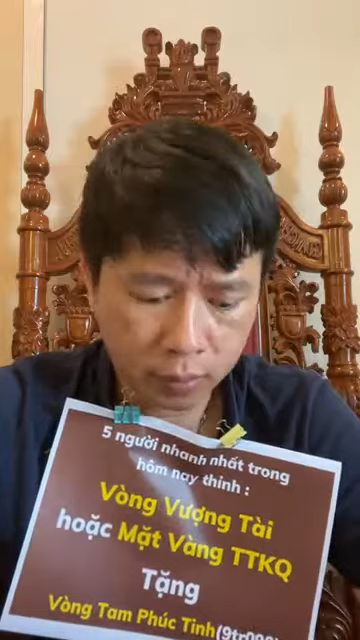 5 người nhanh nhất trong
hôm nay thỉnh :
Vòng Vượng Tài
hoặc Mặt Vàng TTKQ
Tặng
Vòng Tam Phúc Tinh(9tr000